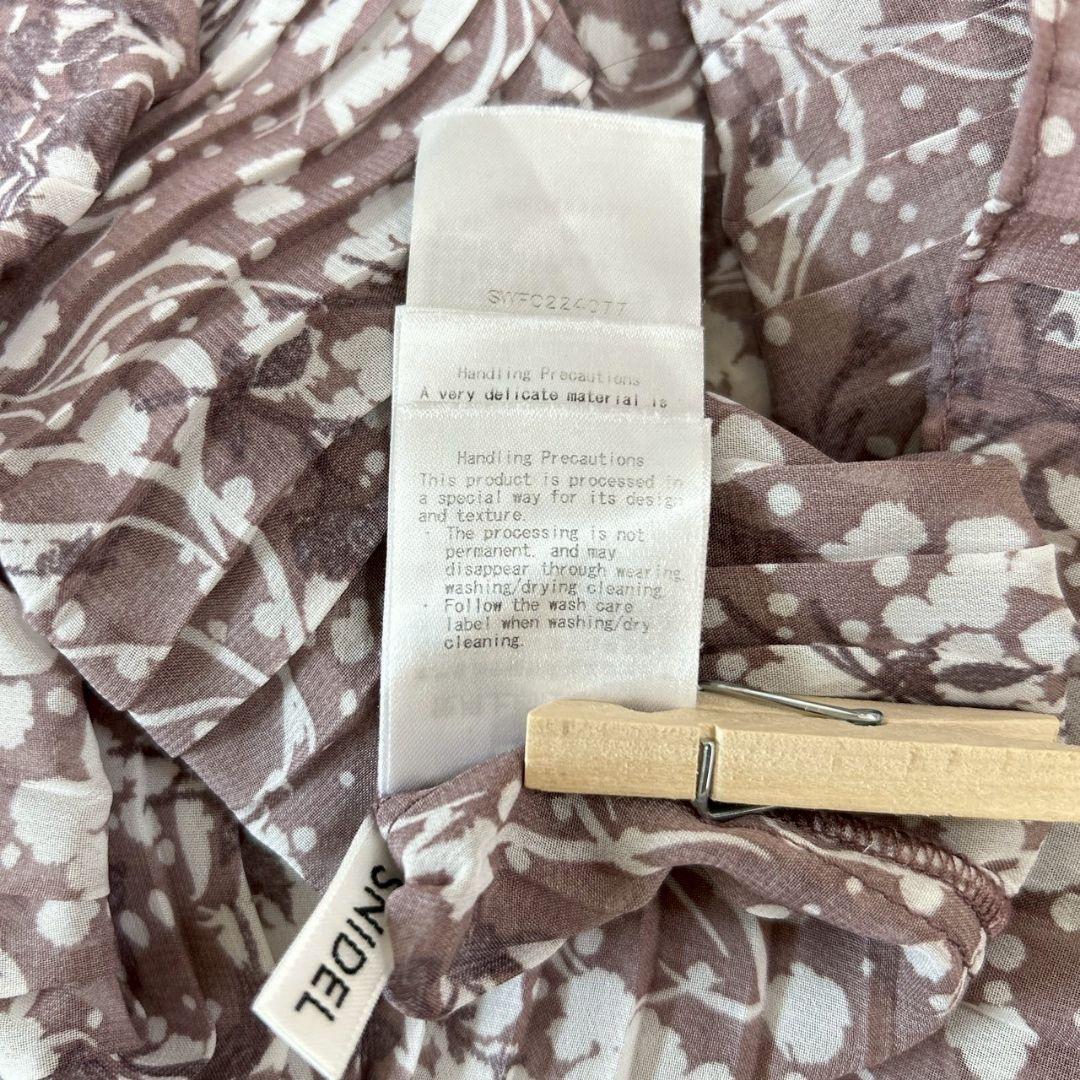 SWFO224077
Handling Precautions
A very delicate material is
Handling Precautions
This product is processed in
a special way for its design
and texture.
· The processing is not
permanent, and may
disappear through wearing,
washing/drying cleaning.
· Follow the wash care
label when washing/dry
cleaning.
SNIDEL